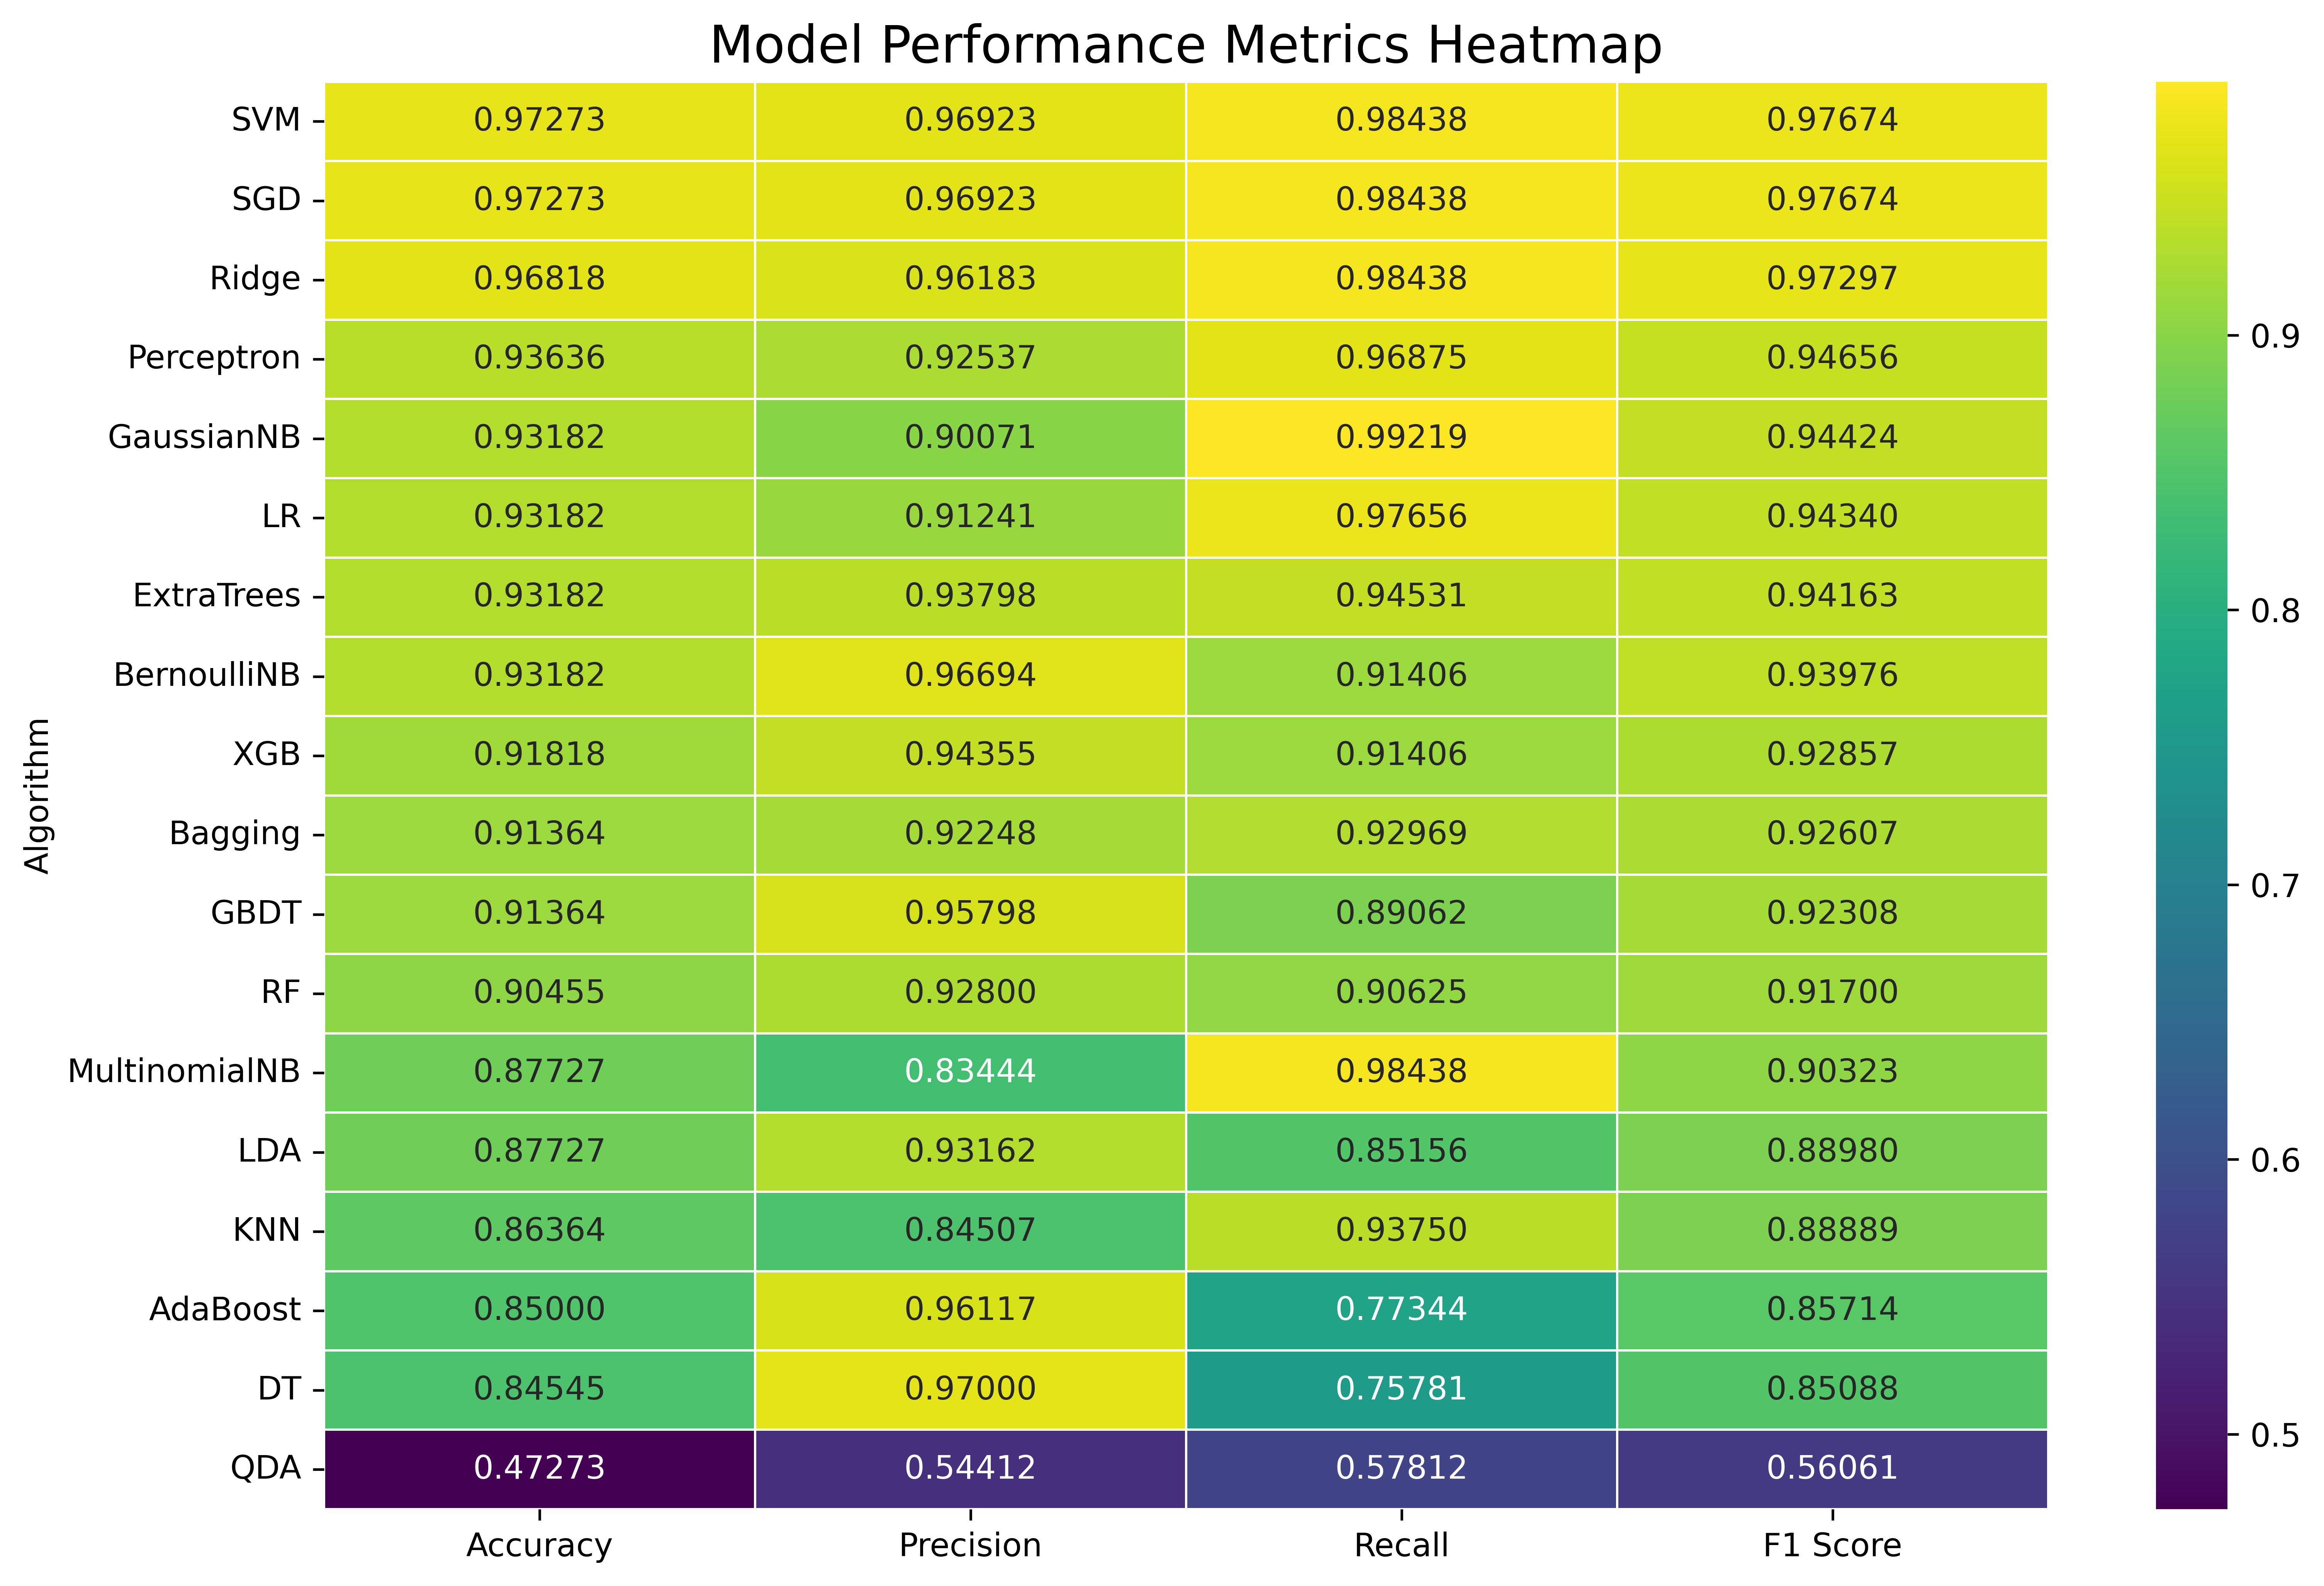 Model Performance Metrics Heatmap
SVM 0.97273 0.96923 0.98438 0.97674
SGD 0.97273 0.96923 0.98438 0.97674
Ridge 0.96818 0.96183 0.98438 0.97297
Perceptron 0.93636 0.92537 0.96875 0.94656
GaussianNB 0.93182 0.90071 0.99219 0.94424
LR 0.93182 0.91241 0.97656 0.94340
ExtraTrees 0.93182 0.93798 0.94531 0.94163
BernoulliNB 0.93182 0.96694 0.91406 0.93976
XGB 0.91818 0.94355 0.91406 0.92857
Bagging 0.91364 0.92248 0.92969 0.92607
GBDT 0.91364 0.95798 0.89062 0.92308
RF 0.90455 0.92800 0.90625 0.91700
MultinomialNB 0.87727 0.83444 0.98438 0.90323
LDA 0.87727 0.93162 0.85156 0.88980
KNN 0.86364 0.84507 0.93750 0.88889
AdaBoost 0.85000 0.96117 0.77344 0.85714
DT 0.84545 0.97000 0.75781 0.85088
QDA 0.47273 0.54412 0.57812 0.56061
Accuracy Precision Recall F1 Score
Algorithm
0.9
0.8
0.7
0.6
0.5